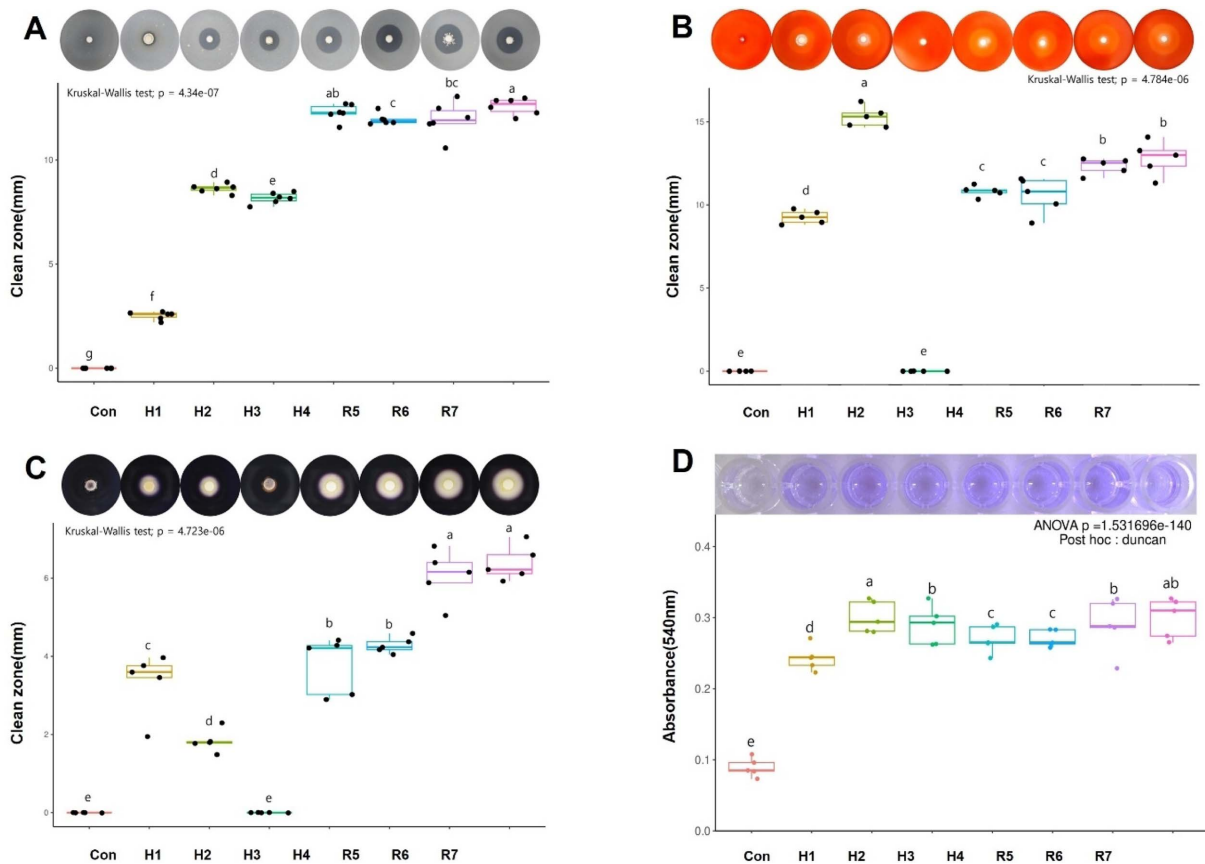 A
Kruskal-Wallis test; p = 4.34e-07
Clean zone(mm)
10
5
0
g
f
d
e
ab
c
bc
a
Con H1 H2 H3 H4 R5 R6 R7
B
Kruskal-Wallis test; p = 4.784e-06
Clean zone(mm)
15
10
5
0
e
d
a
e
c
c
b
b
Con H1 H2 H3 H4 R5 R6 R7
C
Kruskal-Wallis test; p = 4.723e-06
Clean zone(mm)
6
4
2
0
e
c
d
e
b
b
a
a
Con H1 H2 H3 H4 R5 R6 R7
D
ANOVA p =1.531696e-140
Post hoc : duncan
Absorbance(540nm)
0.4
0.3
0.2
0.1
0.0
e
d
a
b
c
c
b
ab
Con H1 H2 H3 H4 R5 R6 R7